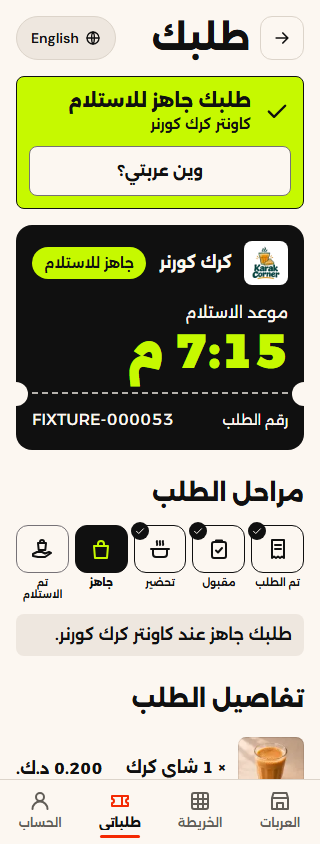 طلبك
English
طلبك جاهز للاستلام
كاونتر كرك كورنر
وين عربتي؟
Karak Corner
كرك كورنر
جاهز للاستلام
موعد الاستلام
7:15 م
رقم الطلب
FIXTURE-000053
مراحل الطلب
تم الطلب
مقبول
تحضير
جاهز
تم الاستلام
طلبك جاهز عند كاونتر كرك كورنر.
تفاصيل الطلب
× 1 شاي كرك
0.200 د.ك.
العربات
الخريطة
طلباتي
الحساب